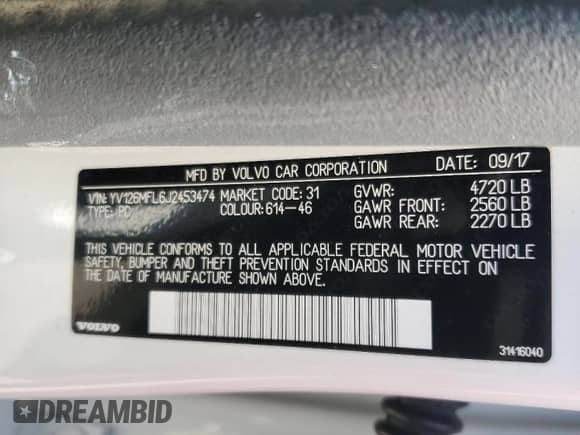 MFD BY VOLVO CAR CORPORATION DATE: 09/17
VIN: YV126MFL6J2453474 MARKET CODE: 31 GVWR: 4720 LB
TYPE: PD COLOUR: 614-46 GAWR FRONT: 2560 LB
GAWR REAR: 2270 LB
THIS VEHICLE CONFORMS TO ALL APPLICABLE FEDERAL MOTOR VEHICLE
SAFETY, BUMPER AND THEFT PREVENTION STANDARDS IN EFFECT ON
THE DATE OF MANUFACTURE SHOWN ABOVE.
VOLVO
31416040
DREAMBID